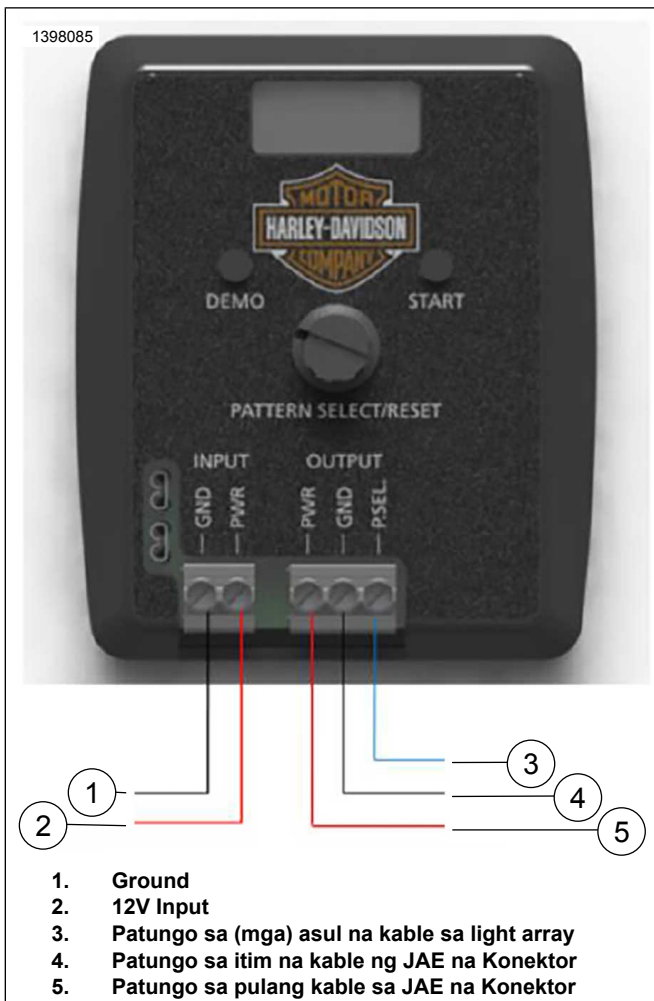 1398085
MOTOR
HARLEY-DAVIDSON
COMPANY
DEMO
START
PATTERN SELECT/RESET
INPUT
OUTPUT
GND
PWR
PWR
GND
P.SEL.
1
2
3
4
5
1. Ground
2. 12V Input
3. Patungo sa (mga) asul na kable sa light array
4. Patungo sa itim na kable ng JAE na Konektor
5. Patungo sa pulang kable sa JAE na Konektor